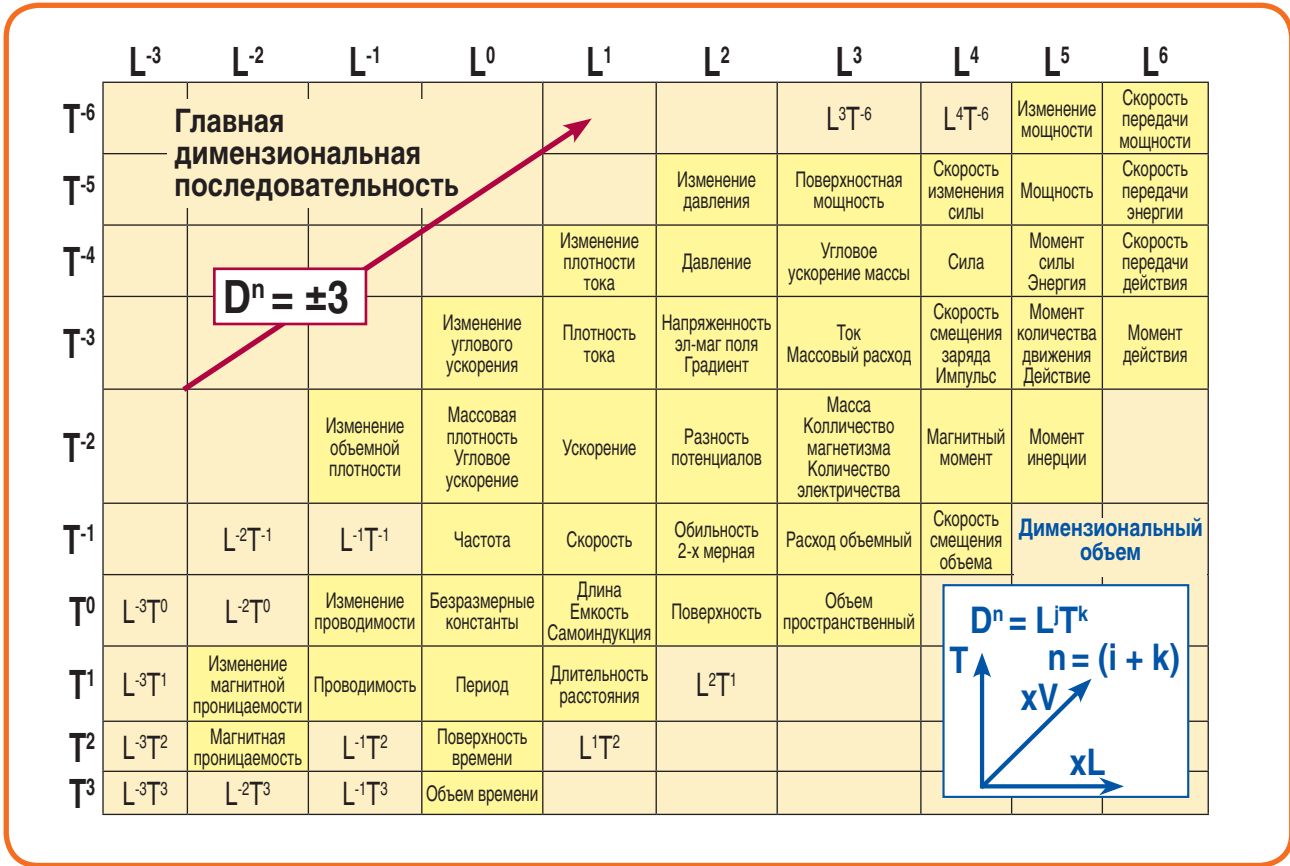 L-3 L-2 L-1 L0 L1 L2 L3 L4 L5 L6
T-6
Главная
димензиональная
последовательность
L3T-6
L4T-6
Изменение
мощности
Скорость
передачи
мощности
T-5
Изменение
давления
Поверхностная
мощность
Скорость
изменения
силы
Мощность
Скорость
передачи
энергии
T-4
Изменение
плотности
тока
Давление
Угловое
ускорение массы
Сила
Момент
силы
Энергия
Скорость
передачи
действия
Dn = ±3
T-3
Изменение
углового
ускорения
Плотность
тока
Напряженность
эл-маг поля
Градиент
Ток
Массовый расход
Скорость
смещения
заряда
Импульс
Момент
количества
движения
Действие
Момент
действия
T-2
Изменение
объемной
плотности
Массовая
плотность
Угловое
ускорение
Ускорение
Разность
потенциалов
Масса
Колличество
магнетизма
Количество
электричества
Магнитный
момент
Момент
инерции
T-1
L-2T-1
L-1T-1
Частота
Скорость
Обильность
2-х мерная
Расход объемный
Скорость
смещения
объема
Димензиональный
объем
T0
L-3T0
L-2T0
Изменение
проводимости
Безразмерные
константы
Длина
Емкость
Самоиндукция
Поверхность
Объем
пространственный
Dn = LjTk
n = (i + k)
T
xV
xL
T1
L-3T1
Изменение
магнитной
проницаемости
Проводимость
Период
Длительность
расстояния
L2T1
T2
L-3T2
Магнитная
проницаемость
L-1T2
Поверхность
времени
L1T2
T3
L-3T3
L-2T3
L-1T3
Объем времени